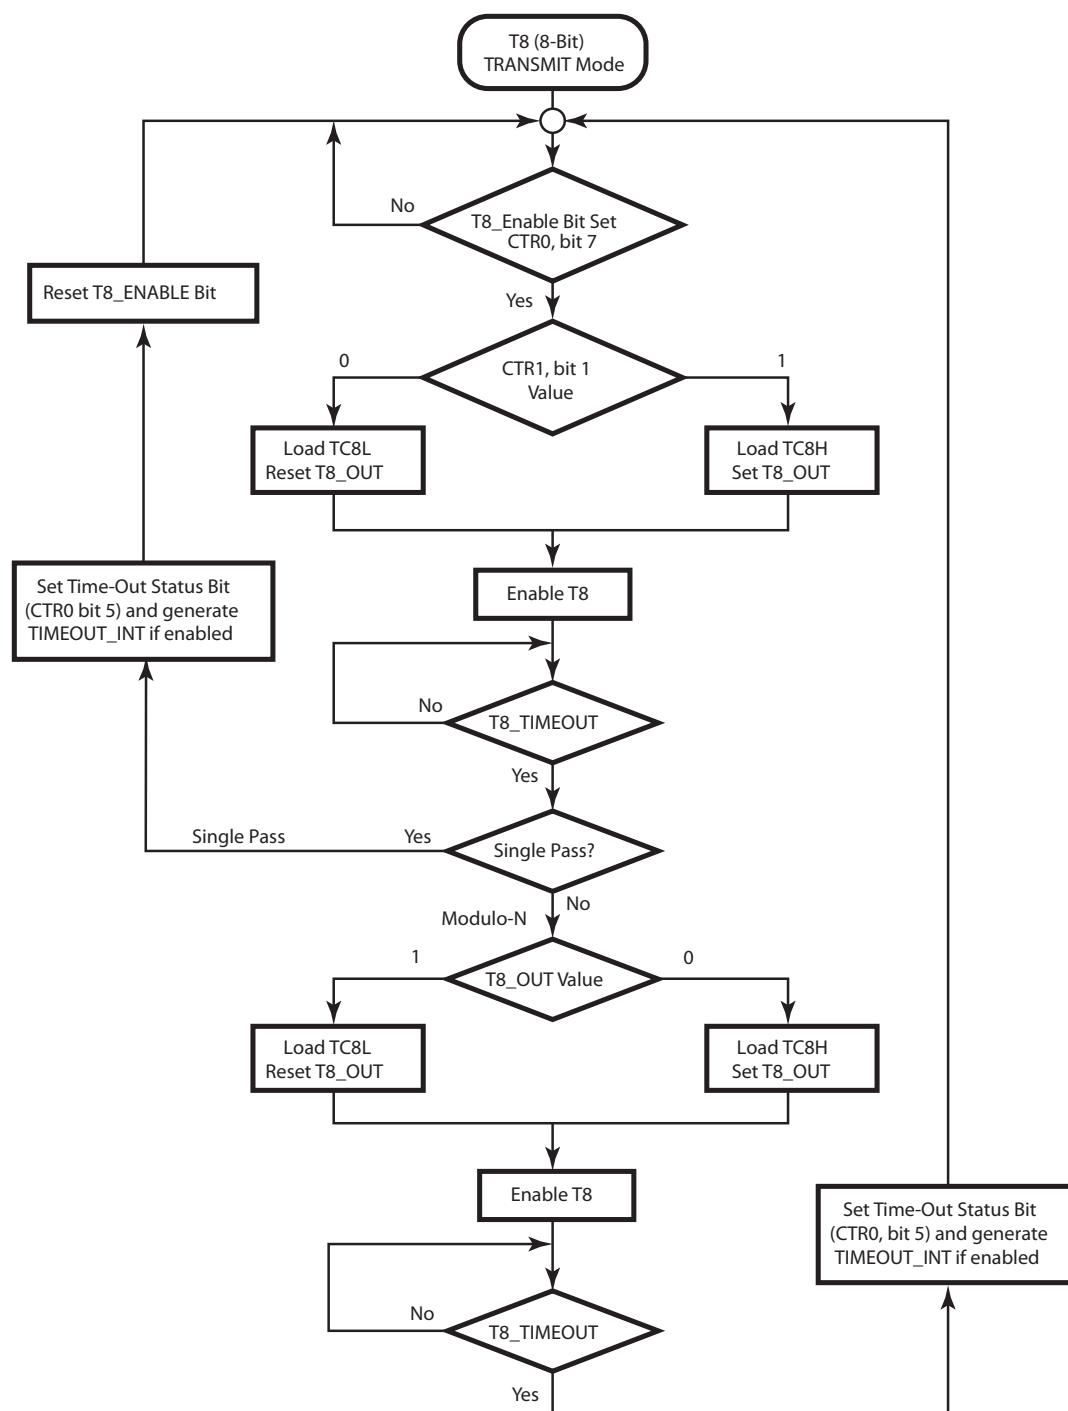 T8 (8-Bit)
TRANSMIT Mode
No
T8_Enable Bit Set
CTR0, bit 7
Reset T8_ENABLE Bit
Yes
0
CTR1, bit 1
Value
1
Load TC8L
Reset T8_OUT
Load TC8H
Set T8_OUT
Set Time-Out Status Bit
(CTR0 bit 5) and generate
TIMEOUT_INT if enabled
Enable T8
No
T8_TIMEOUT
Yes
Single Pass
Yes
Single Pass?
No
Modulo-N
1
T8_OUT Value
0
Load TC8L
Reset T8_OUT
Load TC8H
Set T8_OUT
Enable T8
Set Time-Out Status Bit
(CTR0, bit 5) and generate
TIMEOUT_INT if enabled
No
T8_TIMEOUT
Yes